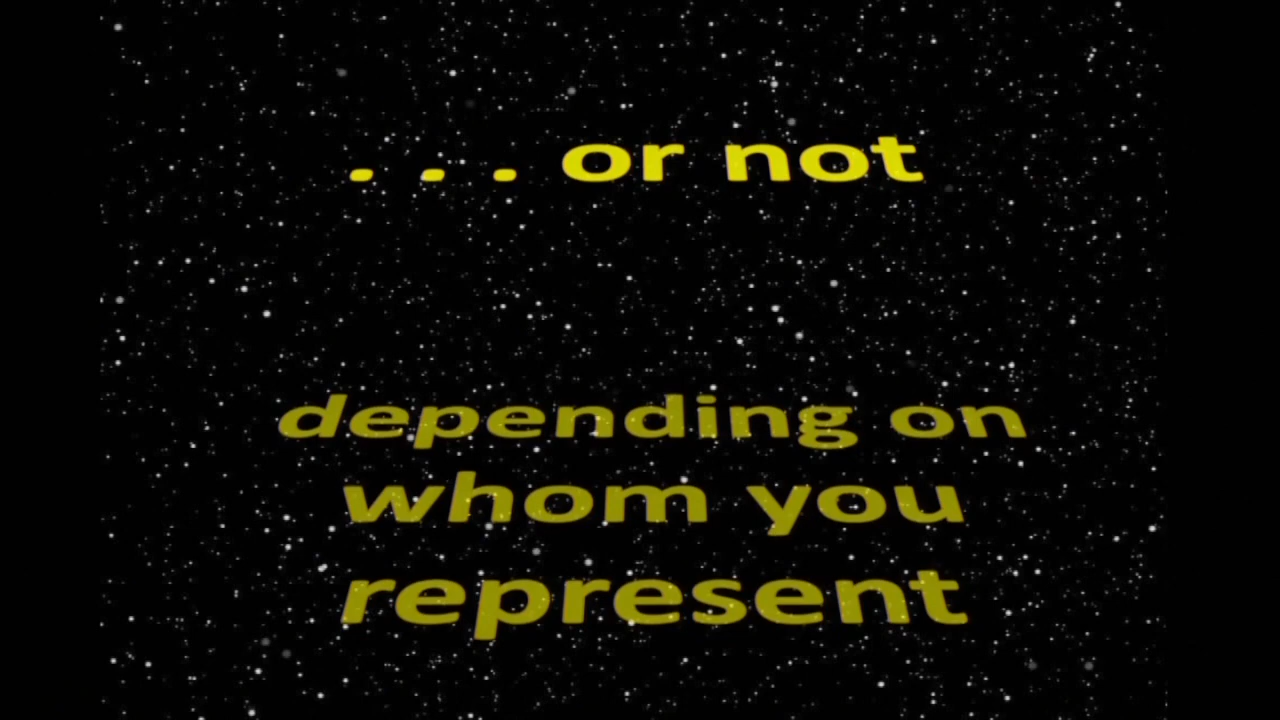 . . . or not
depending on
whom you
represent